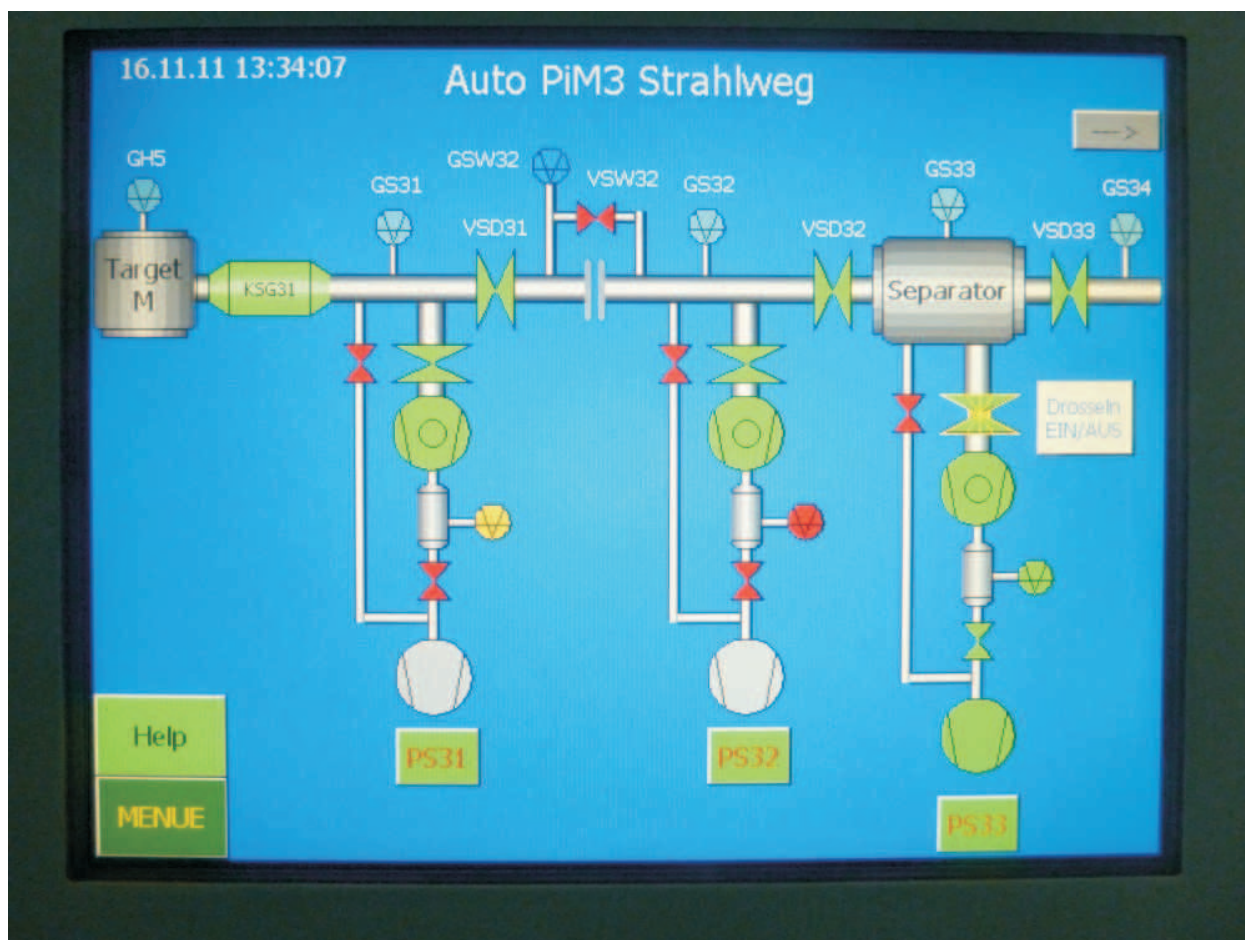 16.11.11 13:34:07
Auto PiM3 Strahlweg
-->
GH5
GS31
GSW32
VSW32
GS32
GS33
GS34
VSD31
VSD32
VSD33
Target
M
KSG31
Separator
Drosseln
EIN/AUS
Help
MENUE
PS31
PS32
PS33